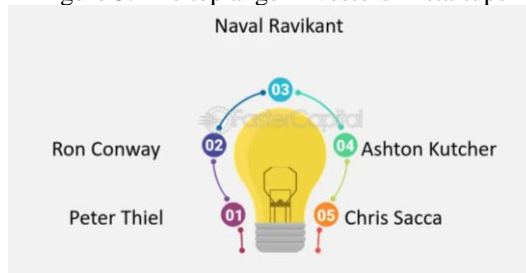 Naval Ravikant
03
FasterCapital
Ron Conway
02
04
Ashton Kutcher
Peter Thiel
01
05
Chris Sacca